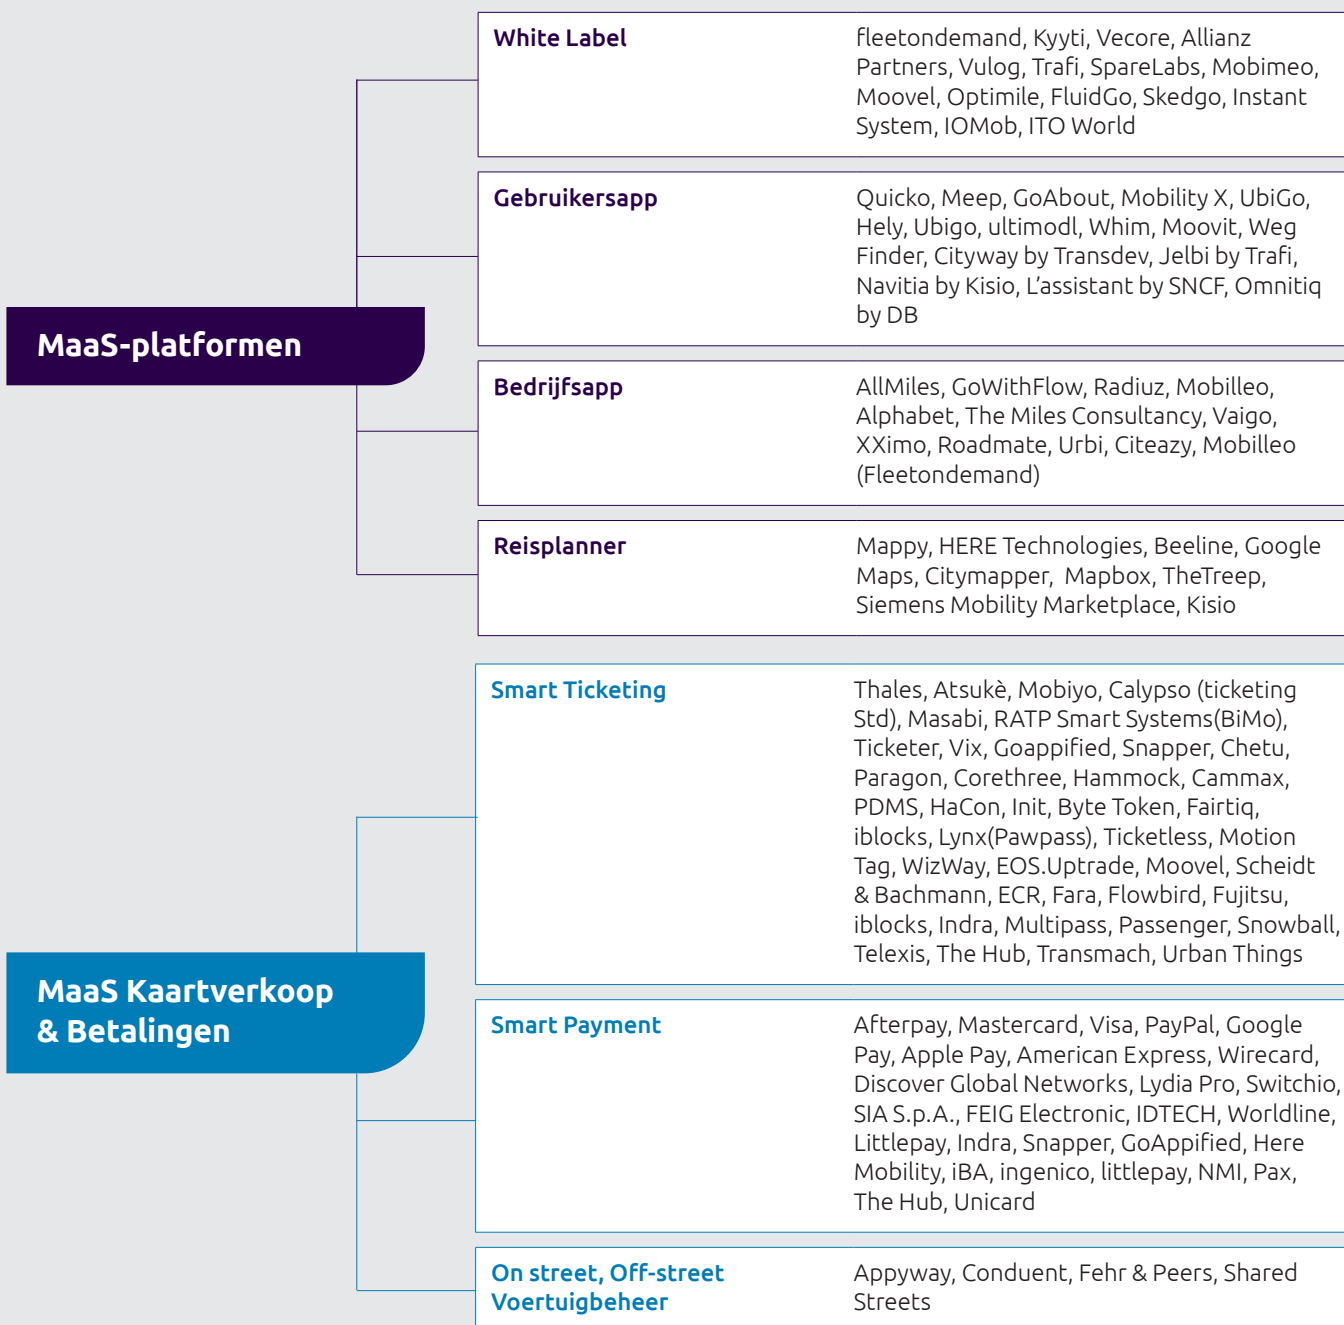 White Label
fleetondemand, Kyyti, Vecore, Allianz
Partners, Vulog, Trafi, SpareLabs, Mobimeo,
Moovel, Optimile, FluidGo, Skedgo, Instant
System, IOMob, ITO World
Gebruikersapp
Quicko, Meep, GoAbout, Mobility X, UbiGo,
Hely, Ubigo, ultimodl, Whim, Moovit, Weg
Finder, Cityway by Transdev, Jelbi by Trafi,
Navitia by Kisio, L’assistant by SNCF, Omnitiq
by DB
MaaS-platformen
Bedrijfsapp
AllMiles, GoWithFlow, Radiuz, Mobilleo,
Alphabet, The Miles Consultancy, Vaigo,
XXimo, Roadmate, Urbi, Citeazy, Mobilleo
(Fleetondemand)
Reisplanner
Mappy, HERE Technologies, Beeline, Google
Maps, Citymapper, Mapbox, TheTreep,
Siemens Mobility Marketplace, Kisio
Smart Ticketing
Thales, Atsukè, Mobiyo, Calypso (ticketing
Std), Masabi, RATP Smart Systems(BiMo),
Ticketer, Vix, Goappified, Snapper, Chetu,
Paragon, Corethree, Hammock, Cammax,
PDMS, HaCon, Init, Byte Token, Fairtiq,
iblocks, Lynx(Pawpass), Ticketless, Motion
Tag, WizWay, EOS.Uptrade, Moovel, Scheidt
& Bachmann, ECR, Fara, Flowbird, Fujitsu,
iblocks, Indra, Multipass, Passenger, Snowball,
Telexis, The Hub, Transmach, Urban Things
MaaS Kaartverkoop
& Betalingen
Smart Payment
Afterpay, Mastercard, Visa, PayPal, Google
Pay, Apple Pay, American Express, Wirecard,
Discover Global Networks, Lydia Pro, Switchio,
SIA S.p.A., FEIG Electronic, IDTECH, Worldline,
Littlepay, Indra, Snapper, GoAppified, Here
Mobility, iBA, ingenico, littlepay, NMI, Pax,
The Hub, Unicard
On street, Off-street
Voertuigbeheer
Appyway, Conduent, Fehr & Peers, Shared
Streets